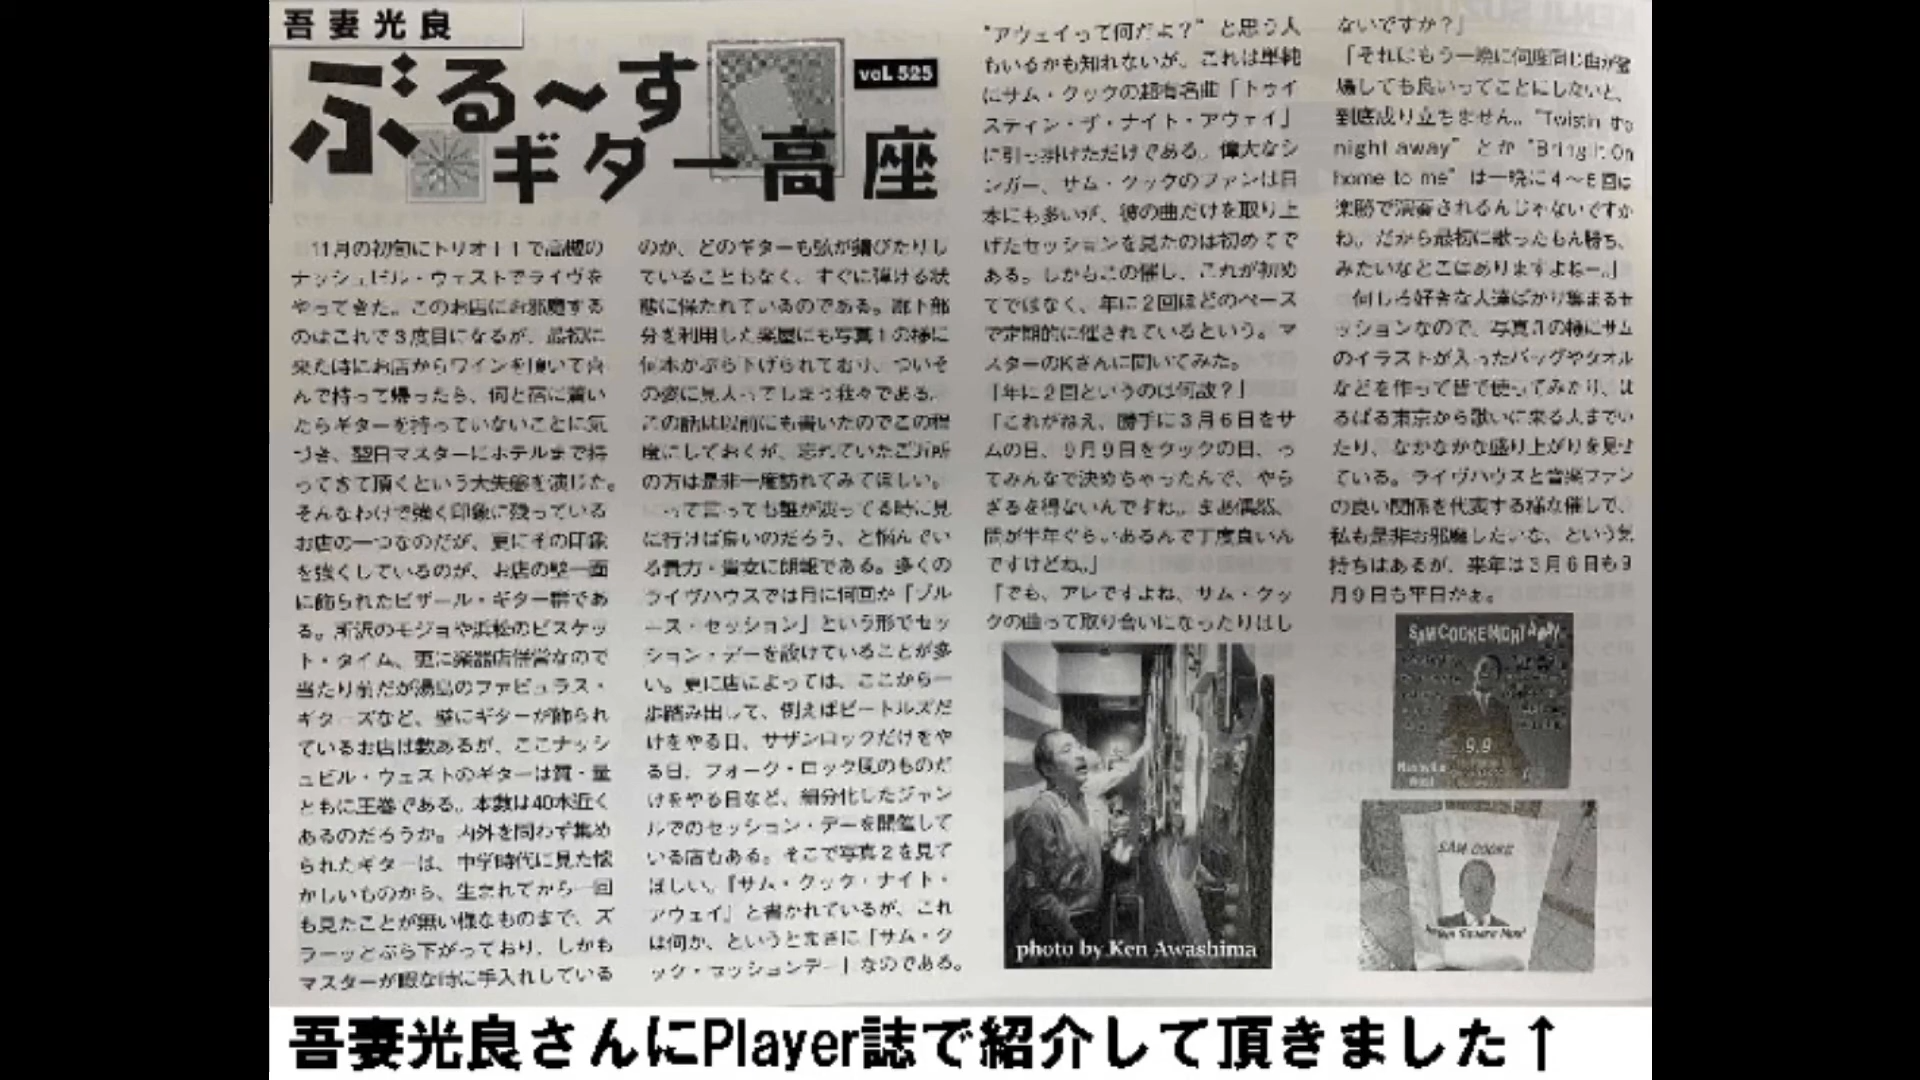 吾妻光良
ぶる〜す
ギター高座
voL 525
11月の初旬にトリオ++で高槻の
ナッシュビル・ウェストでライヴを
やってきた。このお店にお邪魔する
のはこれで3度目になるが、最初に
来た時にお店からワインを頂いて喜
んで持って帰ったら、何と宿に着い
たらギターを持っていないことに気
づき、翌日マスターにホテルまで持
ってきて頂くという大失態を演じた。
そんなわけで強く印象に残っている
お店の一つなのだが、更にその印象
を強くしているのが、お店の壁一面
に飾られたビザール・ギター群であ
る。所沢のモジョや浜松のビスケッ
ト・タイム、更に楽器店併営なので
当たり前だが湯島のファビュラス・
ギターズなど、壁にギターが飾られ
ているお店は数あるが、ここナッシ
ュビル・ウェストのギターは質・量
ともに圧巻である。本数は40本近く
あるのだろうか。内外を問わず集め
られたギターは、中学時代に見た懐
かしいものから、生まれてから一回
も見たことが無い様なものまで、ズ
ラーッとぶら下がっており、しかも
マスターが暇な時に手入れしている
のか、どのギターも弦が錆びたりし
ていることもなく、すぐに弾ける状
態に保たれているのである。廊下部
分を利用した楽屋にも写真1の様に
何本かぶら下げられており、ついそ
の姿に見入ってしまう我々である。
この話は以前にも書いたのでこの程
度にしておくが、忘れていたご近所
の方は是非一度訪れてみてほしい。
って言っても誰が演ってる時に見
に行けば良いのだろう、と悩んでい
る貴方・貴女に朗報である。多くの
ライヴハウスでは月に何回か「ブル
ース・セッション」という形でセッ
ション・デーを設けていることが多
い。更に店によっては、ここから一
歩踏み出して、例えばビートルズだ
けをやる日、サザンロックだけをや
る日、フォーク・ロック風のものだ
けをやる日など、細分化したジャン
ルでのセッション・デーを開催して
いる店もある。そこで写真2を見て
ほしい。『サム・クック・ナイト・
アウェイ』と書かれているが、これ
は何か、というとまさに「サム・ク
ック・セッションデー」なのである。
“アウェイって何だよ？” と思う人
もいるかも知れないが、これは単純
にサム・クックの超有名曲「トゥイ
スティン・ザ・ナイト・アウェイ」
に引っ掛けただけである。偉大なシ
ンガー、サム・クックのファンは日
本にも多いが、彼の曲だけを取り上
げたセッションを見たのは初めてで
ある。しかもこの催し、これが初め
てではなく、年に2回ほどのペース
で定期的に催されているという。マ
スターのKさんに聞いてみた。
「年に2回というのは何故？」
「これがねえ、勝手に3月6日をサ
ムの日、9月9日をクックの日、っ
てみんなで決めちゃったんで、やら
ざるを得ないんですね。まあ偶然、
間が半年ぐらいあるんで丁度良いん
ですけどね。」
「でも、アレですよね、サム・クッ
クの曲って取り合いになったりはし
ないですか？」
「それはもう一晩に何度同じ曲が登
場しても良いってことにしないと、
到底成り立ちません。“Twistin the
night away” とか “Bring It On
home to me” は一晩に4〜6回は
楽勝で演奏されるんじゃないですか
ね。だから最初に歌ったもん勝ち、
みたいなとこはありますよねー。」
何しろ好きな人達ばかり集まるセ
ッションなので、写真3の様にサム
のイラストが入ったバッグやタオル
などを作って皆で使ってみたり、は
るばる東京から歌いに来る人までい
たり、なかなかな盛り上がりを見せ
ている。ライヴハウスと音楽ファン
の良い関係を代表する様な催しで、
私も是非お邪魔したいな、という気
持ちはあるが、来年は3月6日も9
月9日も平日かぁ。
photo by Ken Awashima
SAM COOKE NIGHT AWAY
9.9
SAM COOKE
吾妻光良さんにPlayer誌で紹介して頂きました↑